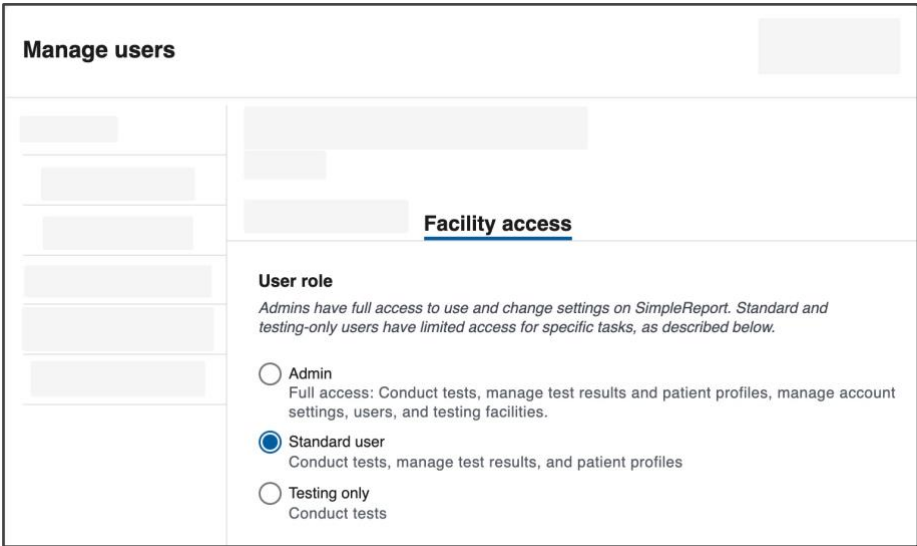 Manage users
Facility access
User role
Admins have full access to use and change settings on SimpleReport. Standard and
testing-only users have limited access for specific tasks, as described below.
Admin
Full access: Conduct tests, manage test results and patient profiles, manage account
settings, users, and testing facilities.
Standard user
Conduct tests, manage test results, and patient profiles
Testing only
Conduct tests